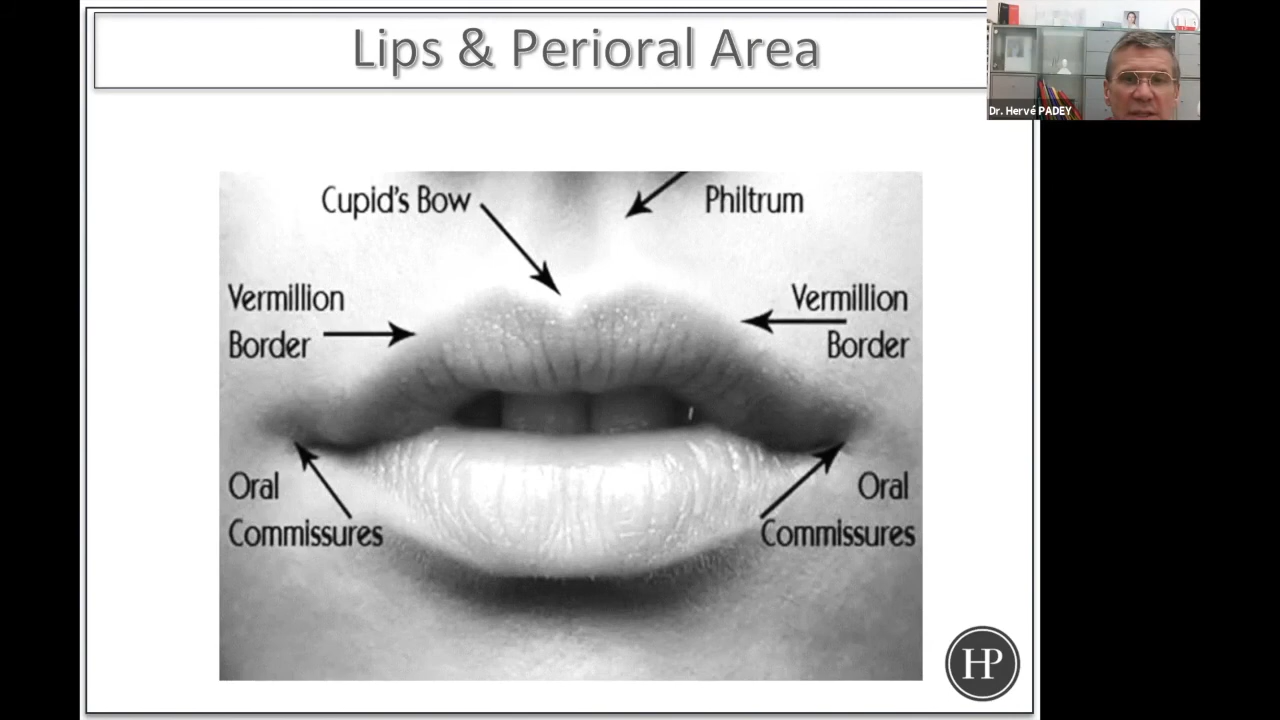 Lips & Perioral Area
Dr. Hervé PADEY
Cupid's Bow
Philtrum
Vermillion
Border
Vermillion
Border
Oral
Commissures
Oral
Commissures
HP